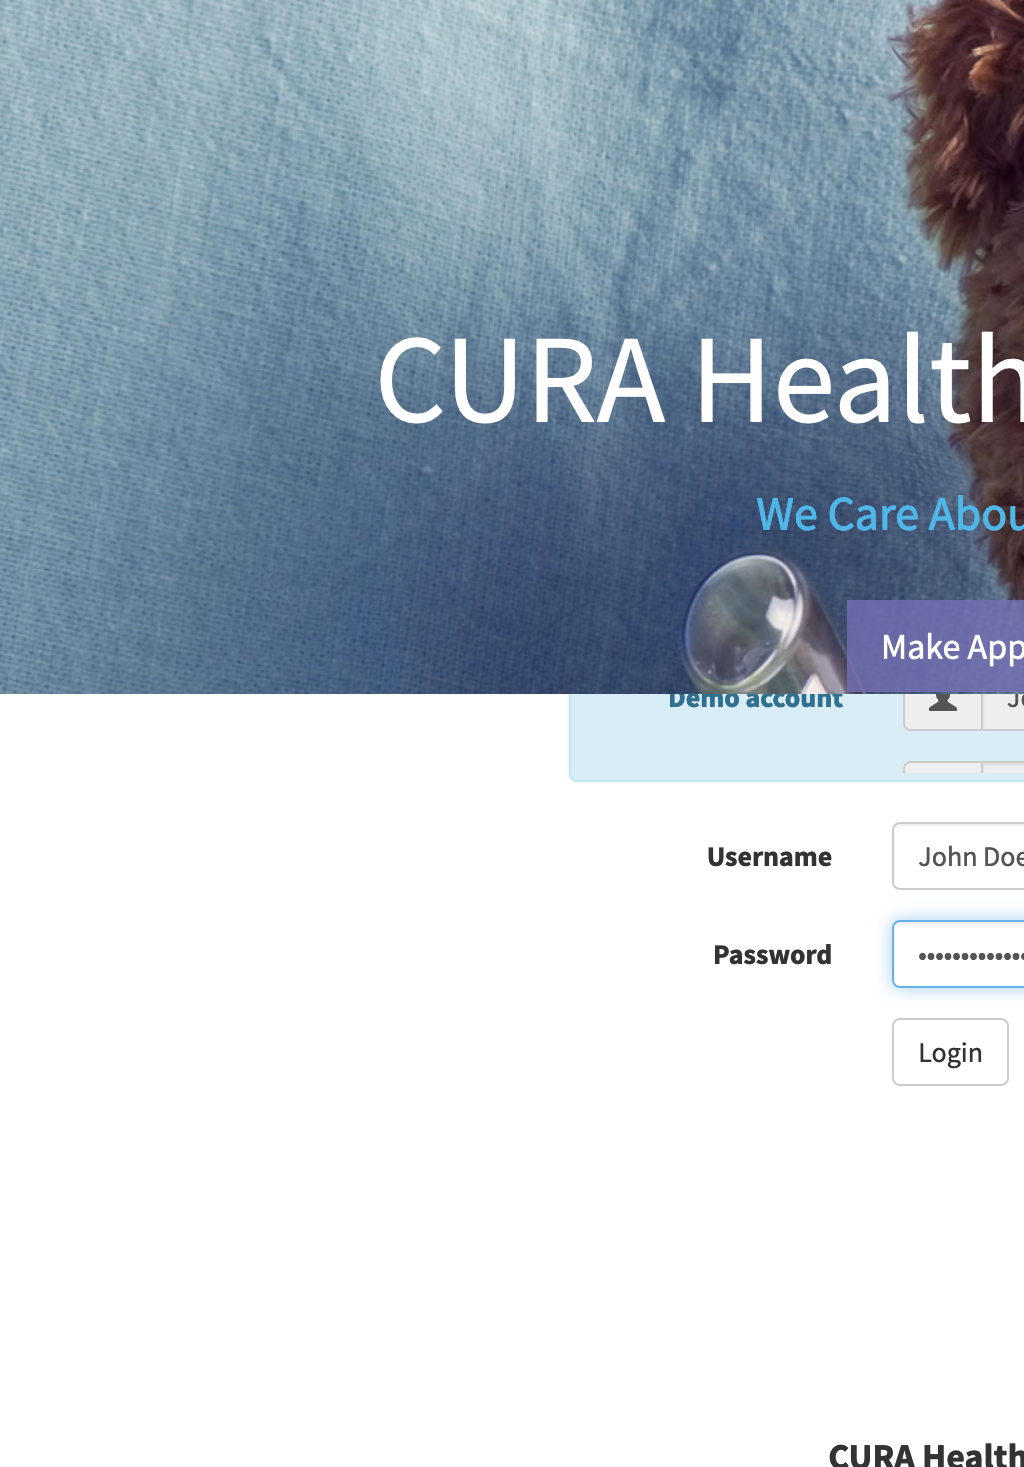 CURA Health
We Care Abou
Make App
Demo account
Username
John Doe
Password
••••••••••••
Login
CURA Health